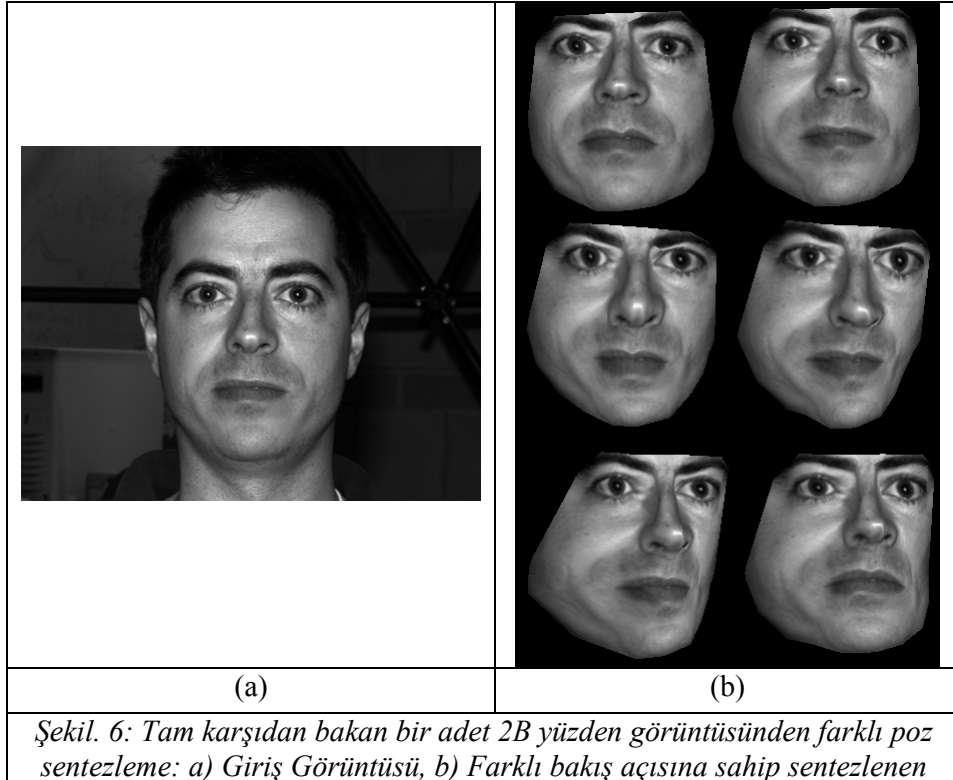 (a)
(b)
Şekil. 6: Tam karşıdan bakan bir adet 2B yüzden görüntüsünden farklı poz
sentezleme: a) Giriş Görüntüsü, b) Farklı bakış açısına sahip sentezlenen